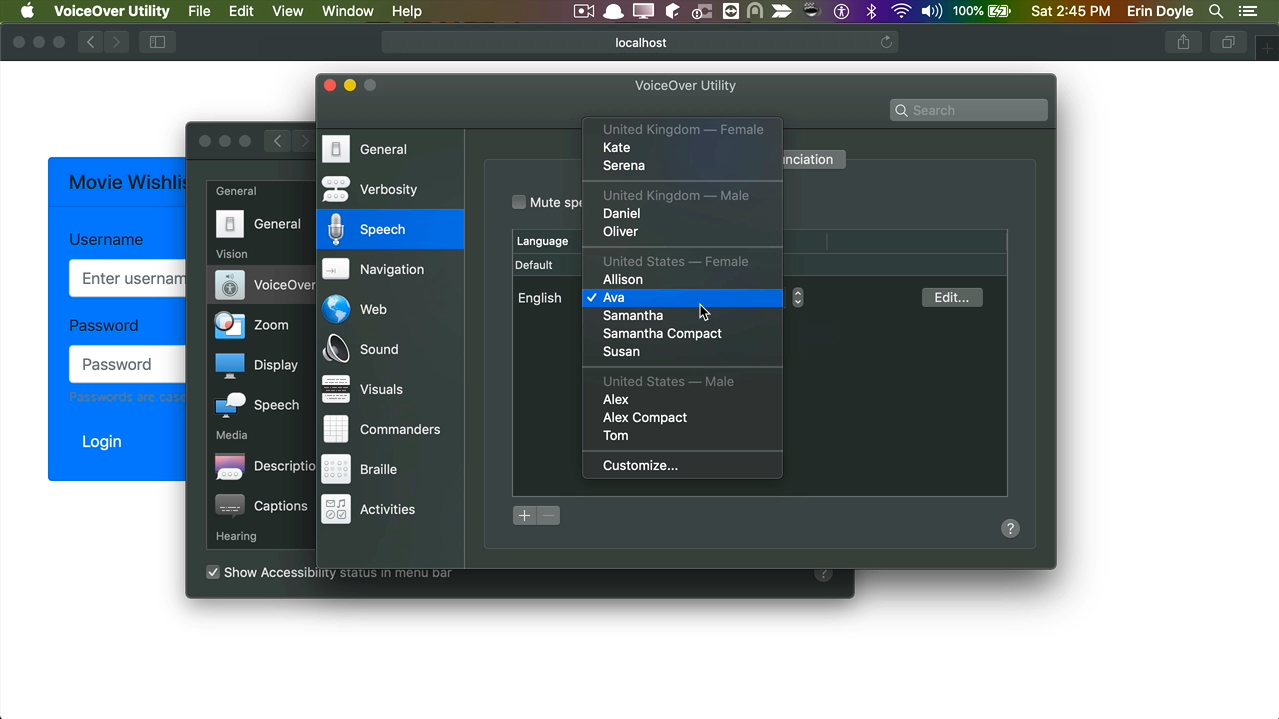 VoiceOver Utility File Edit View Window Help 100% Sat 2:45 PM Erin Doyle
localhost
VoiceOver Utility
Search
Movie Wishlis
Username
Enter usernam
Password
Password
Passwords are case
Login
General
General
Vision
VoiceOver
Zoom
Display
Speech
Media
Descriptio
Captions
Hearing
Show Accessibility status in menu bar
?
General
Verbosity
Speech
Navigation
Web
Sound
Visuals
Commanders
Braille
Activities
nciation
Mute spe
Language
Default
English
Edit...
United Kingdom — Female
Kate
Serena
United Kingdom — Male
Daniel
Oliver
United States — Female
Allison
Ava
Samantha
Samantha Compact
Susan
United States — Male
Alex
Alex Compact
Tom
Customize...
+ −
?